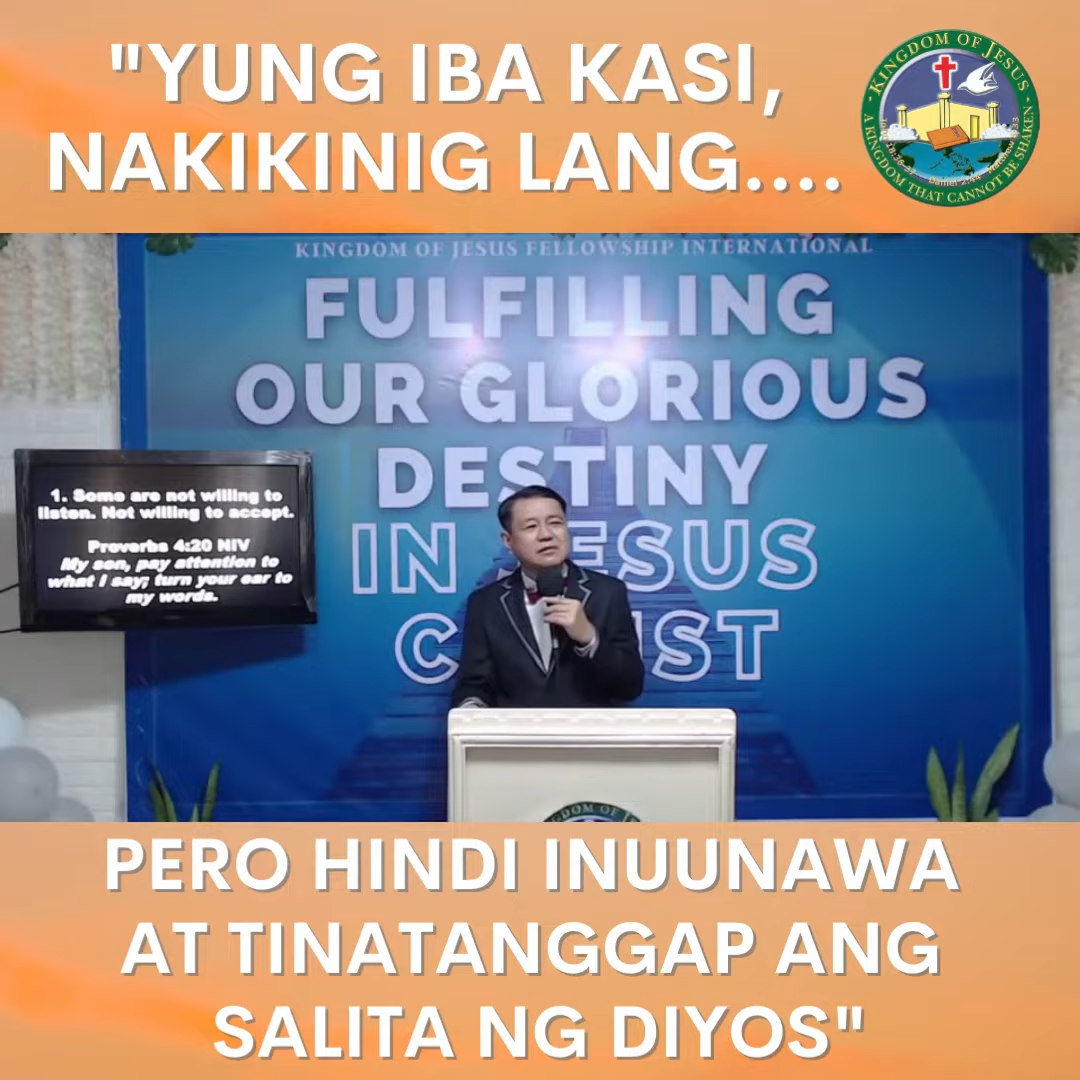 "YUNG IBA KASI,
NAKIKINIG LANG....
KINGDOM OF JESUS
A KINGDOM THAT CANNOT BE SHAKEN
Daniel 2:44
KINGDOM OF JESUS FELLOWSHIP INTERNATIONAL
FULFILLING
OUR GLORIOUS
DESTINY
IN JESUS
1. Some are not willing to
listen. Not willing to accept.
Proverbs 4:20 NIV
My son, pay attention to
what I say; turn your ear to
my words.
PERO HINDI INUUNAWA
AT TINATANGGAP ANG
SALITA NG DIYOS"